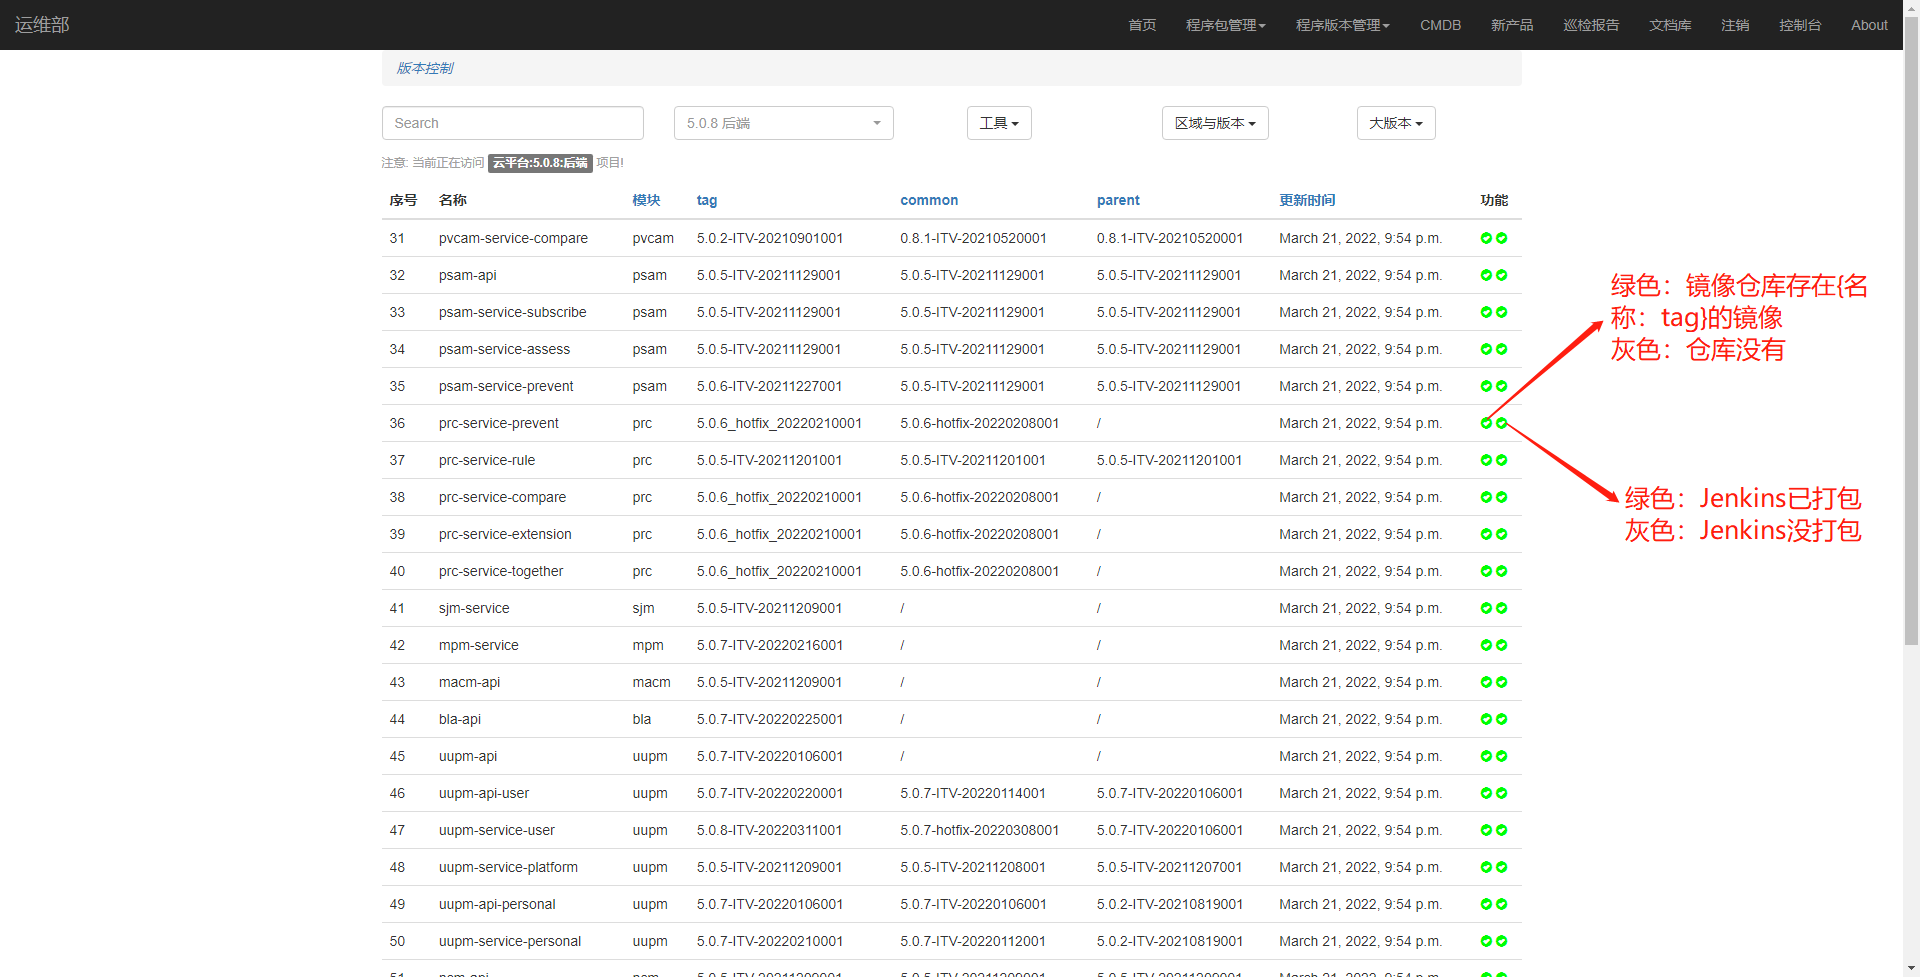 运维部 首页 程序包管理 程序版本管理 CMDB 新产品 巡检报告 文档库 注销 控制台 About
版本控制
Search 5.0.8 后端 工具 区域与版本 大版本
注意: 当前正在访问 云平台:5.0.8:后端 项目!
序号 名称 模块 tag common parent 更新时间 功能
31 pvcam-service-compare pvcam 5.0.2-ITV-20210901001 0.8.1-ITV-20210520001 0.8.1-ITV-20210520001 March 21, 2022, 9:54 p.m.
32 psam-api psam 5.0.5-ITV-20211129001 5.0.5-ITV-20211129001 5.0.5-ITV-20211129001 March 21, 2022, 9:54 p.m.
33 psam-service-subscribe psam 5.0.5-ITV-20211129001 5.0.5-ITV-20211129001 5.0.5-ITV-20211129001 March 21, 2022, 9:54 p.m.
34 psam-service-assess psam 5.0.5-ITV-20211129001 5.0.5-ITV-20211129001 5.0.5-ITV-20211129001 March 21, 2022, 9:54 p.m.
35 psam-service-prevent psam 5.0.6-ITV-20211227001 5.0.5-ITV-20211129001 5.0.5-ITV-20211129001 March 21, 2022, 9:54 p.m.
36 prc-service-prevent prc 5.0.6_hotfix_20220210001 5.0.6-hotfix-20220208001 / March 21, 2022, 9:54 p.m.
37 prc-service-rule prc 5.0.5-ITV-20211201001 5.0.5-ITV-20211201001 5.0.5-ITV-20211201001 March 21, 2022, 9:54 p.m.
38 prc-service-compare prc 5.0.6_hotfix_20220210001 5.0.6-hotfix-20220208001 / March 21, 2022, 9:54 p.m.
39 prc-service-extension prc 5.0.6_hotfix_20220210001 5.0.6-hotfix-20220208001 / March 21, 2022, 9:54 p.m.
40 prc-service-together prc 5.0.6_hotfix_20220210001 5.0.6-hotfix-20220208001 / March 21, 2022, 9:54 p.m.
41 sjm-service sjm 5.0.5-ITV-20211209001 / / March 21, 2022, 9:54 p.m.
42 mpm-service mpm 5.0.7-ITV-20220216001 / / March 21, 2022, 9:54 p.m.
43 macm-api macm 5.0.5-ITV-20211209001 / / March 21, 2022, 9:54 p.m.
44 bla-api bla 5.0.7-ITV-20220225001 / / March 21, 2022, 9:54 p.m.
45 uupm-api uupm 5.0.7-ITV-20220106001 / / March 21, 2022, 9:54 p.m.
46 uupm-api-user uupm 5.0.7-ITV-20220220001 5.0.7-ITV-20220114001 5.0.7-ITV-20220106001 March 21, 2022, 9:54 p.m.
47 uupm-service-user uupm 5.0.8-ITV-20220311001 5.0.7-hotfix-20220308001 5.0.7-ITV-20220106001 March 21, 2022, 9:54 p.m.
48 uupm-service-platform uupm 5.0.5-ITV-20211209001 5.0.5-ITV-20211208001 5.0.5-ITV-20211207001 March 21, 2022, 9:54 p.m.
49 uupm-api-personal uupm 5.0.7-ITV-20220106001 5.0.7-ITV-20220106001 5.0.2-ITV-20210819001 March 21, 2022, 9:54 p.m.
50 uupm-service-personal uupm 5.0.7-ITV-20220210001 5.0.7-ITV-20220112001 5.0.2-ITV-20210819001 March 21, 2022, 9:54 p.m.
绿色：镜像仓库存在{名
称：tag}的镜像
灰色：仓库没有
绿色：Jenkins已打包
灰色：Jenkins没打包